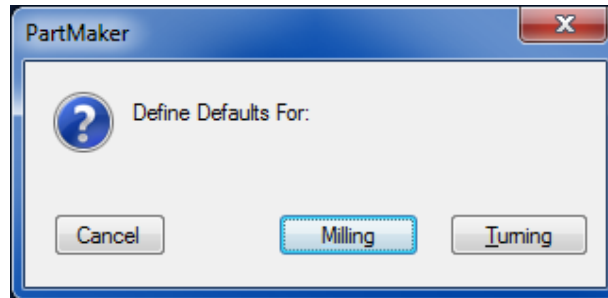 PartMaker
Define Defaults For:
Cancel
Milling
Turning